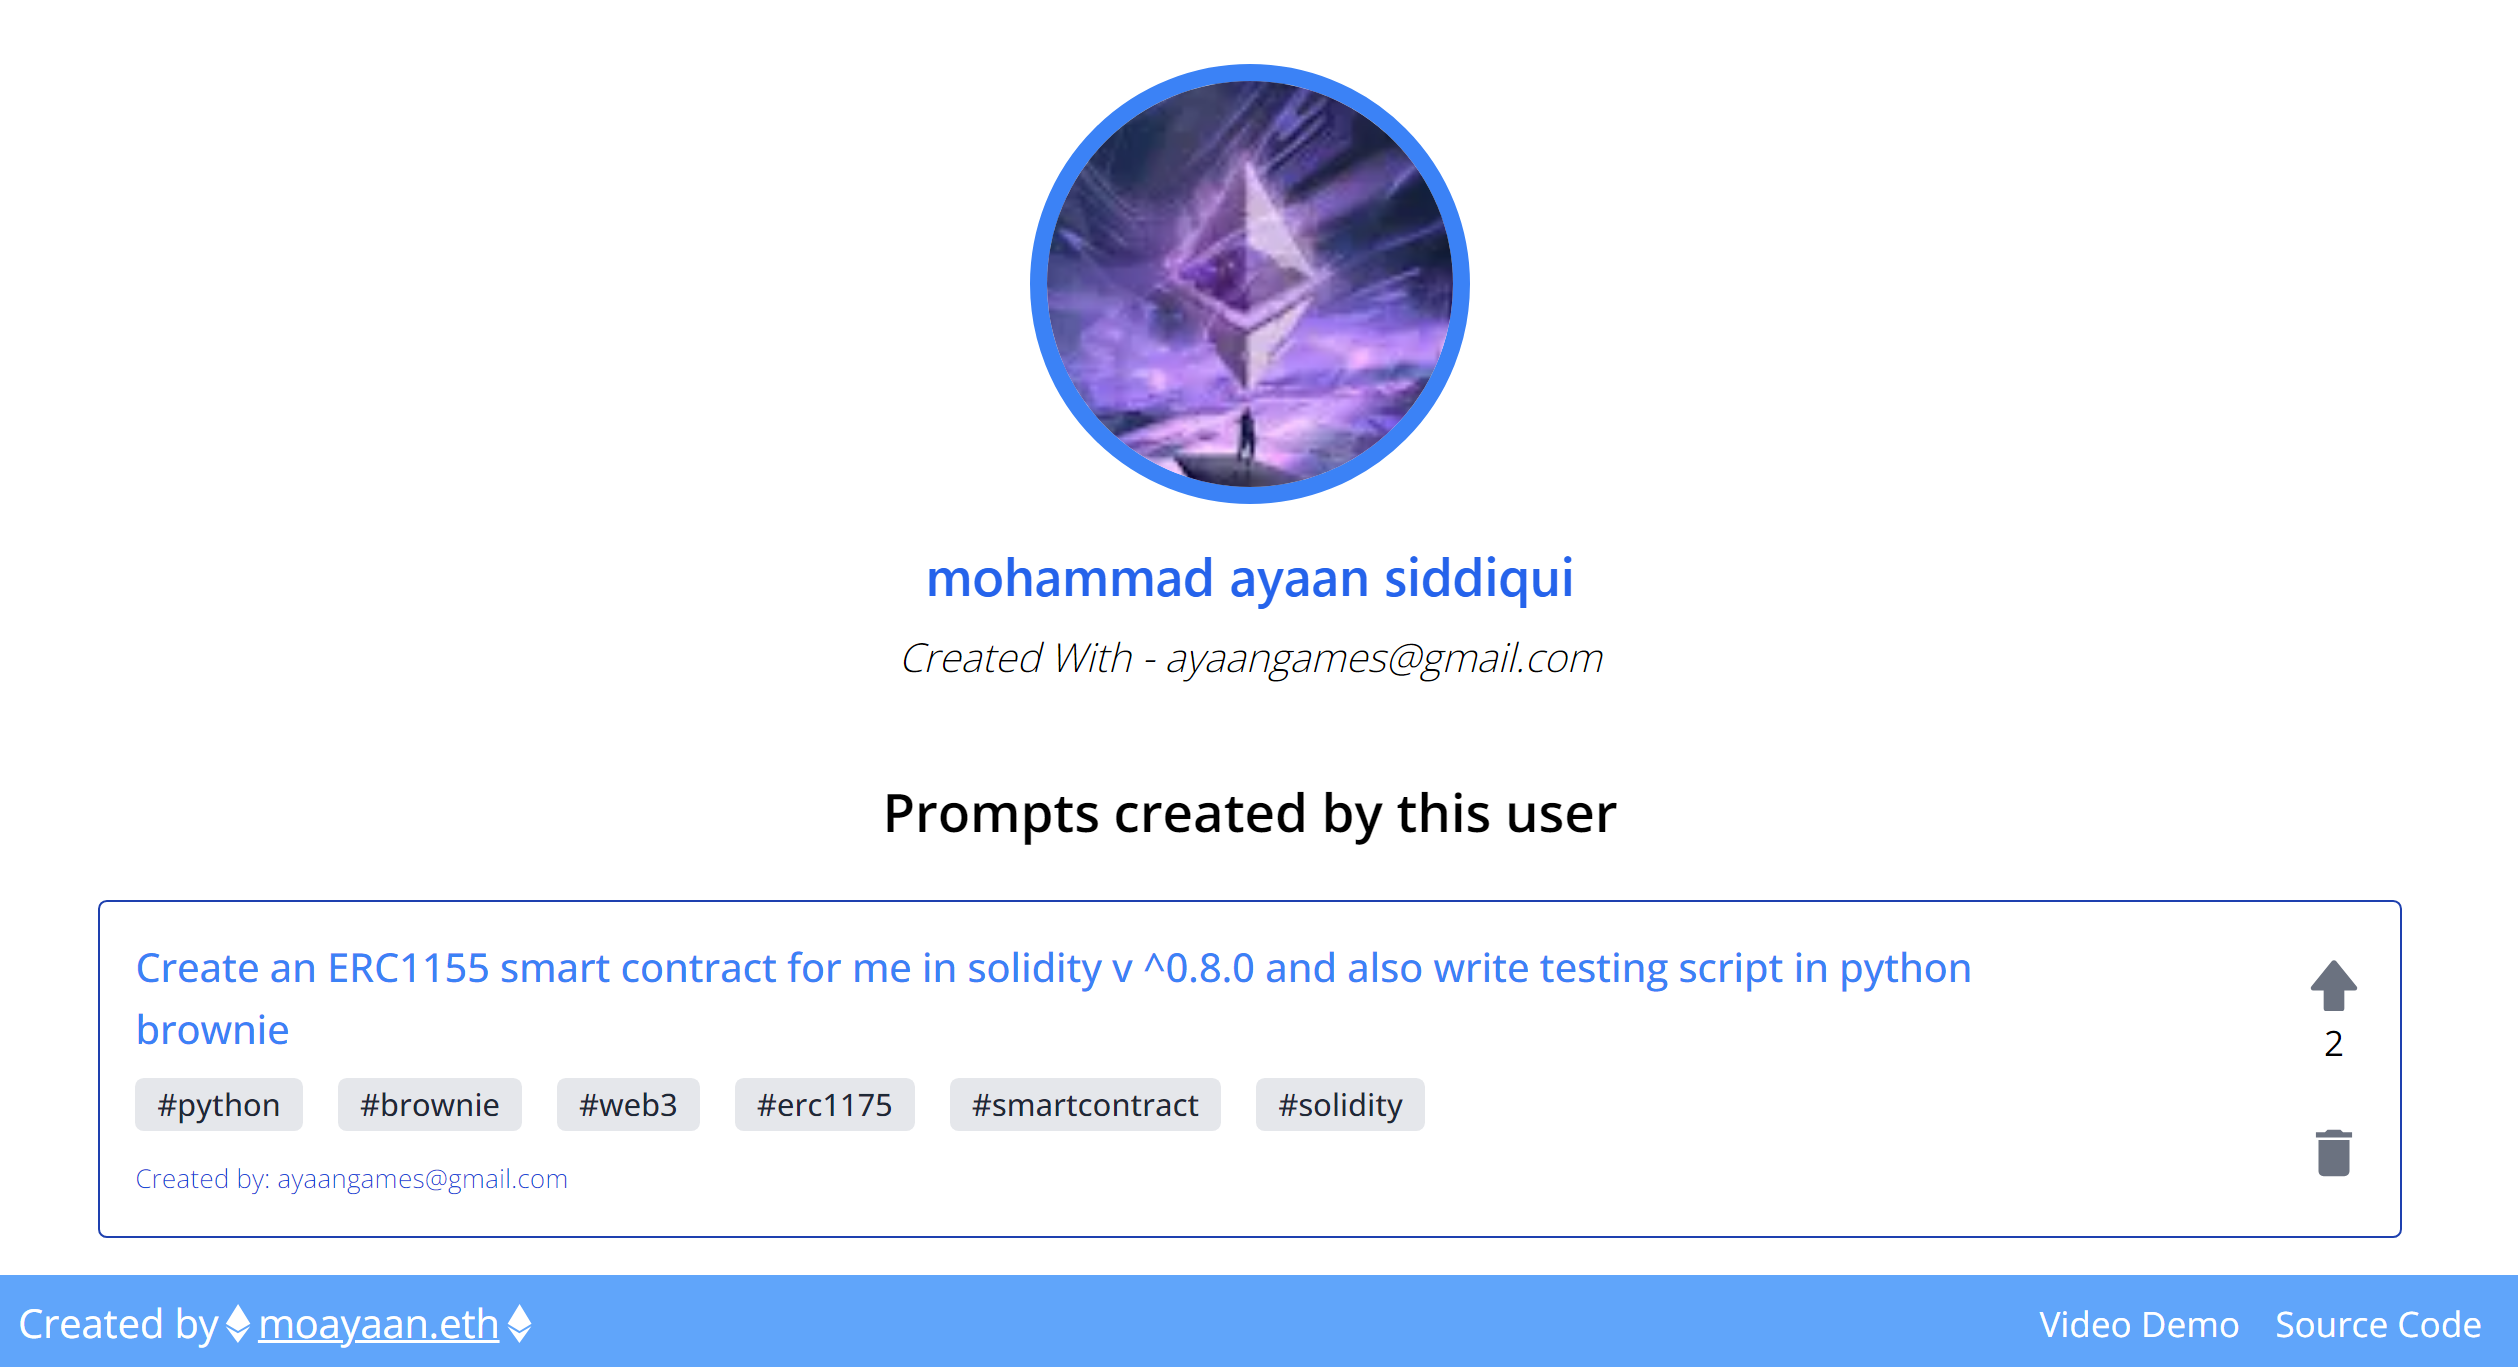 mohammad ayaan siddiqui
Created With - ayaangames@gmail.com
Prompts created by this user
Create an ERC1155 smart contract for me in solidity v ^0.8.0 and also write testing script in python
brownie
2
#python #brownie #web3 #erc1175 #smartcontract #solidity
Created by: ayaangames@gmail.com
Created by moayaan.eth Video Demo Source Code